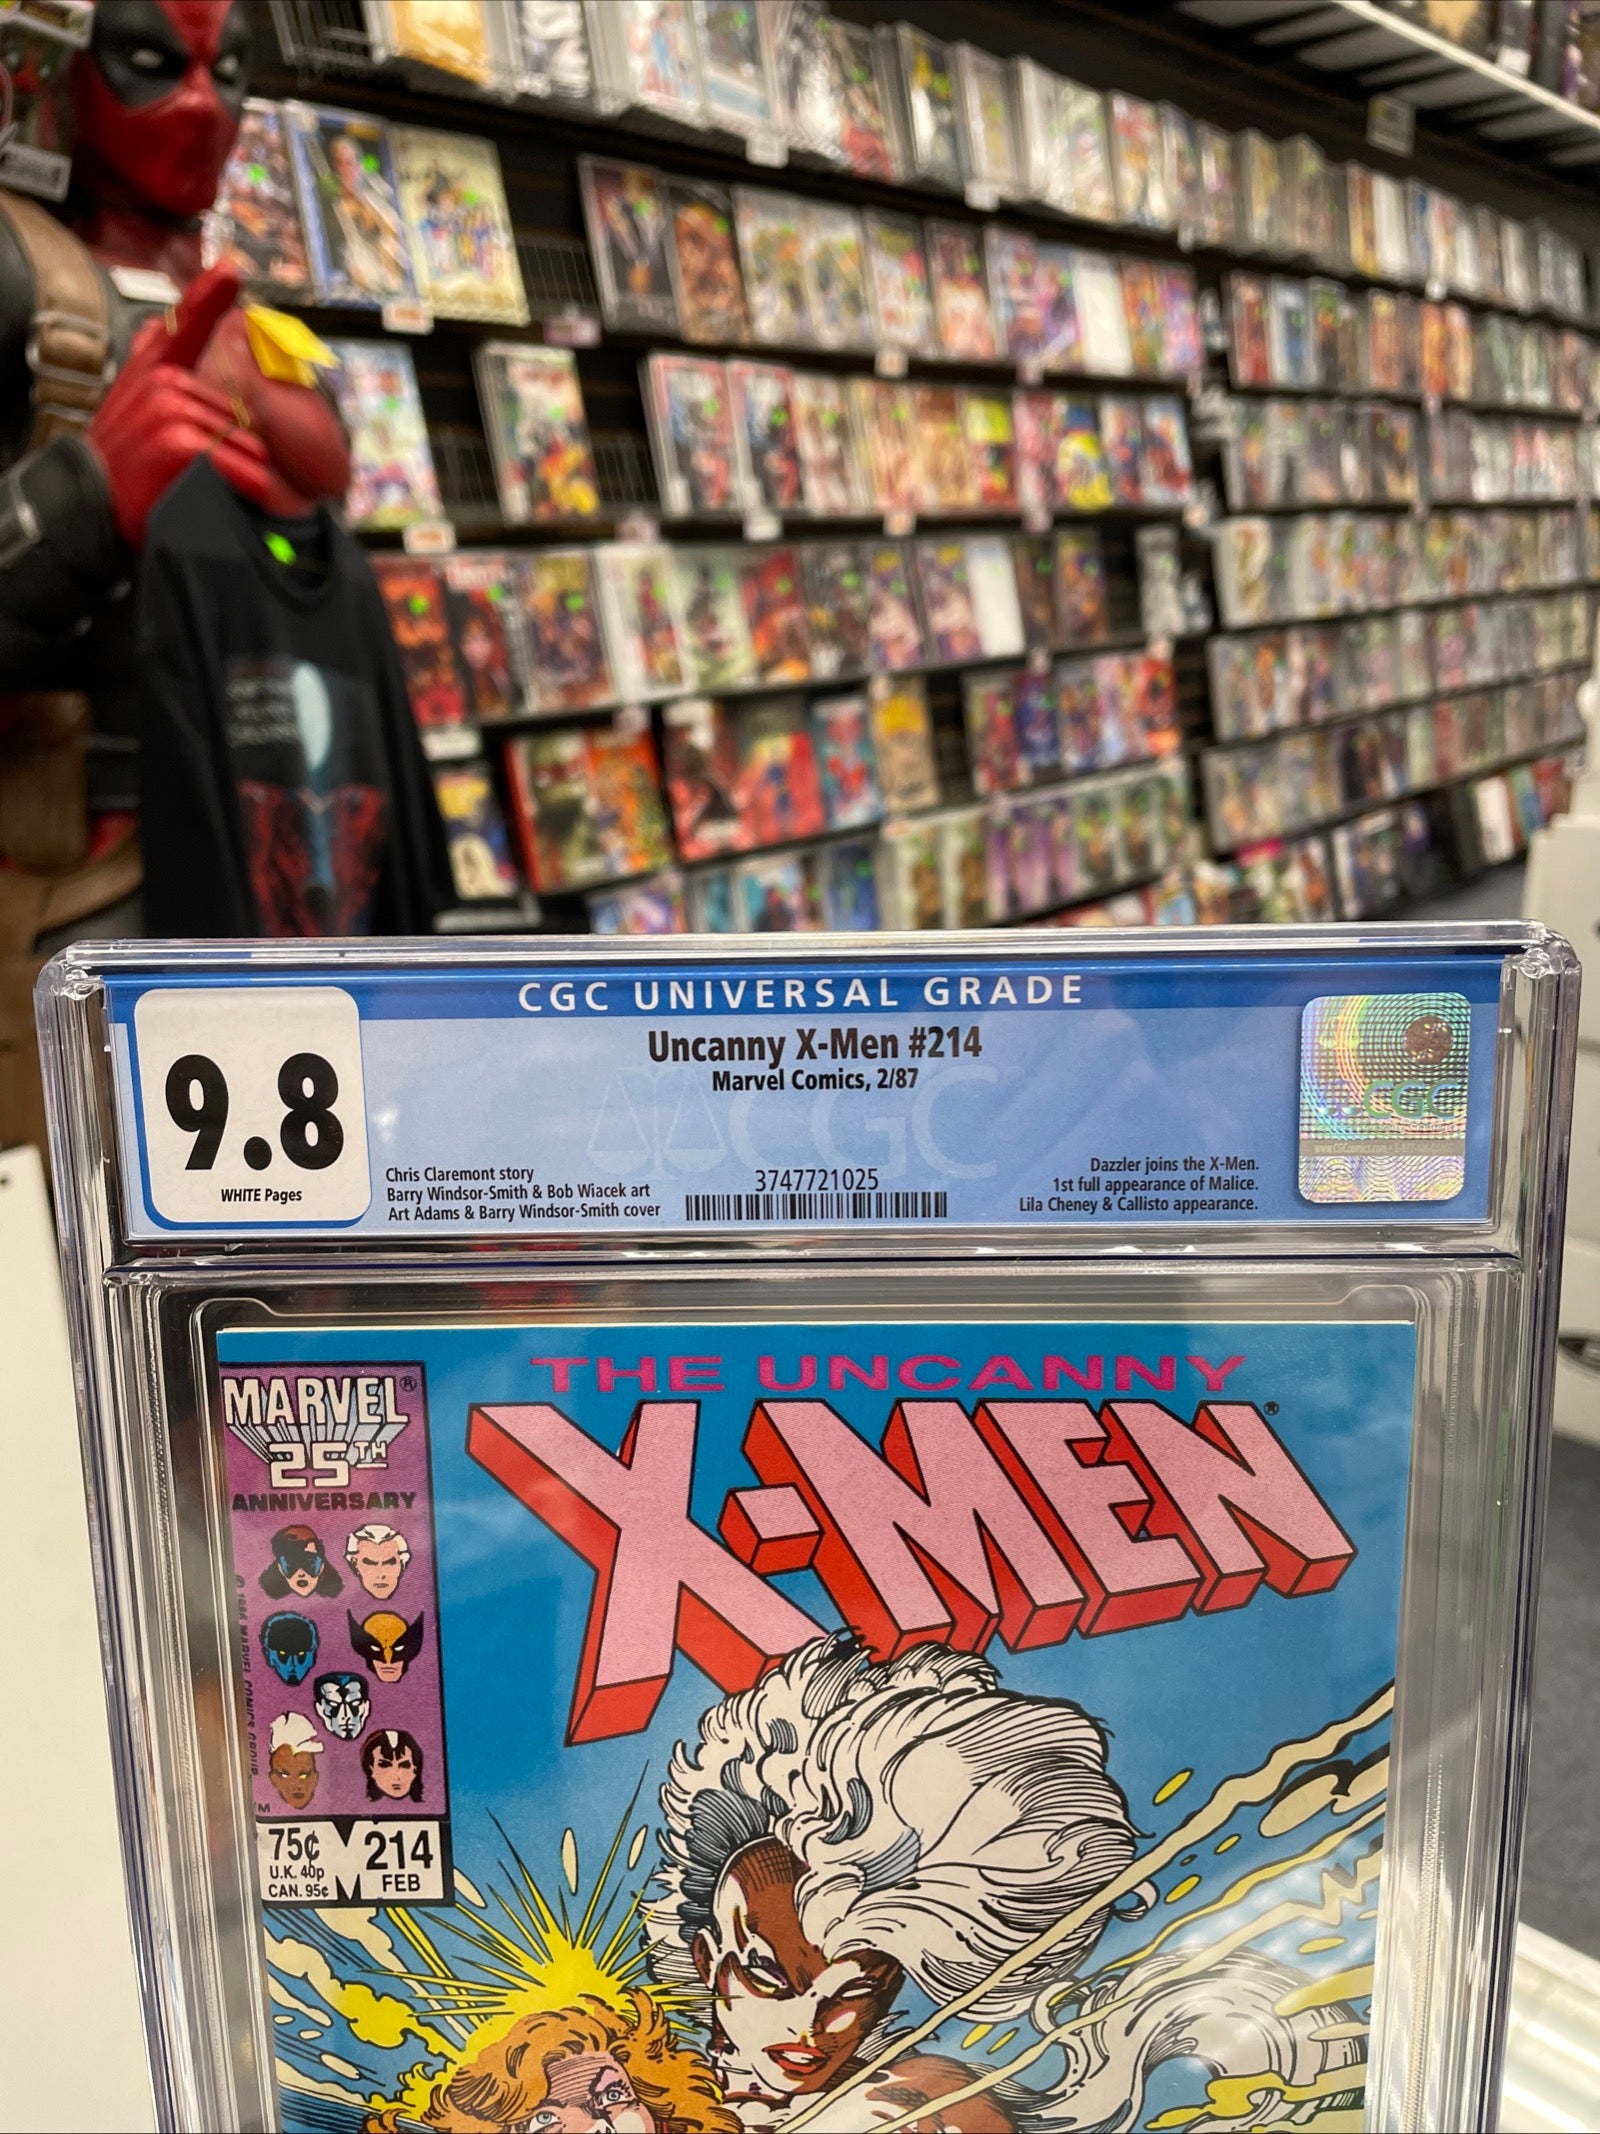 CGC UNIVERSAL GRADE
9.8
WHITE Pages
Uncanny X-Men #214
Marvel Comics, 2/87
Chris Claremont story
Barry Windsor-Smith & Bob Wiacek art
Art Adams & Barry Windsor-Smith cover
3747721025
Dazzler joins the X-Men.
1st full appearance of Malice.
Lila Cheney & Callisto appearance.
CGC
MARVEL®
25TH
ANNIVERSARY
THE UNCANNY
X-MEN®
75¢
U.K. 40p
CAN. 95¢
214
FEB